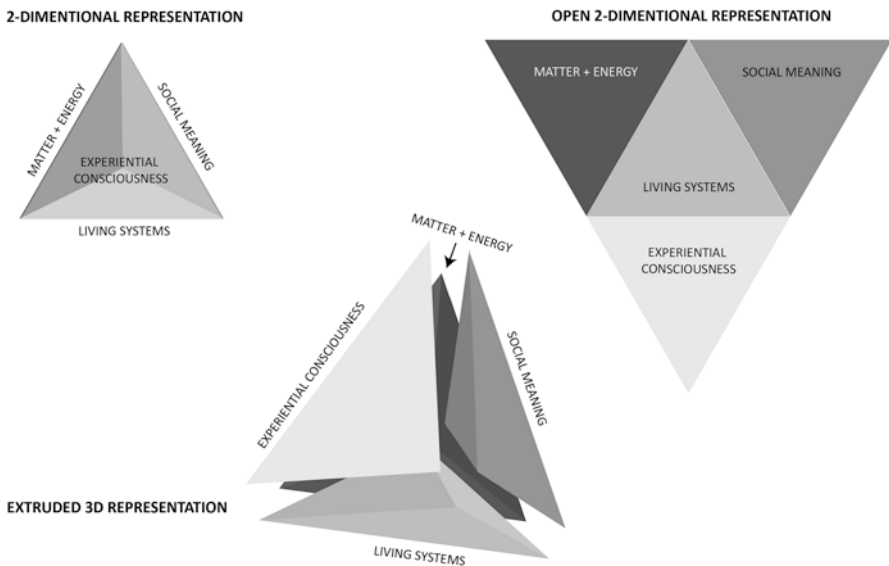 2-DIMENTIONAL REPRESENTATION
MATTER + ENERGY
SOCIAL MEANING
EXPERIENTIAL
CONSCIOUSNESS
LIVING SYSTEMS
OPEN 2-DIMENTIONAL REPRESENTATION
MATTER + ENERGY
SOCIAL MEANING
LIVING SYSTEMS
EXPERIENTIAL
CONSCIOUSNESS
MATTER + ENERGY
EXPERIENTIAL CONSCIOUSNESS
SOCIAL MEANING
EXTRUDED 3D REPRESENTATION
LIVING SYSTEMS